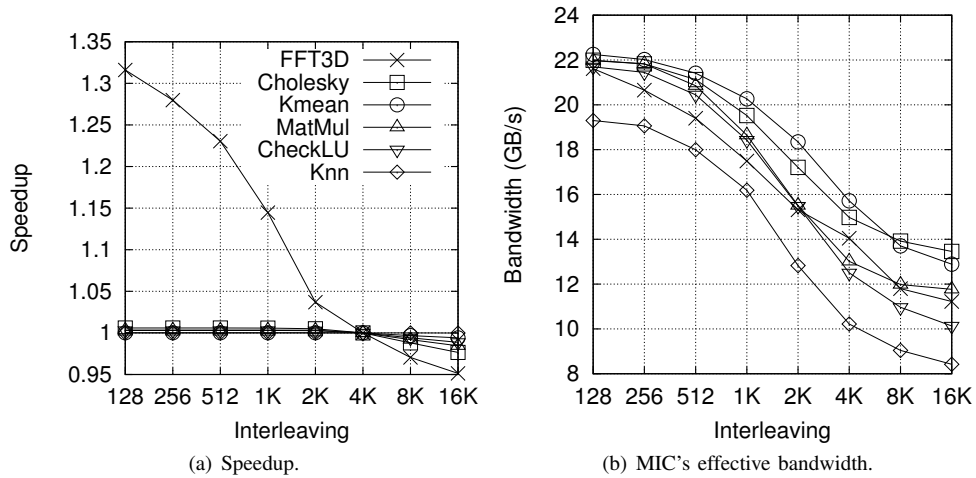 1.35
1.3
1.25
1.2
1.15
1.1
1.05
1
0.95
Speedup
FFT3D
Cholesky
Kmean
MatMul
CheckLU
Knn
128 256 512 1K 2K 4K 8K 16K
Interleaving
(a) Speedup.
24
22
20
18
16
14
12
10
8
Bandwidth (GB/s)
128 256 512 1K 2K 4K 8K 16K
Interleaving
(b) MIC's effective bandwidth.